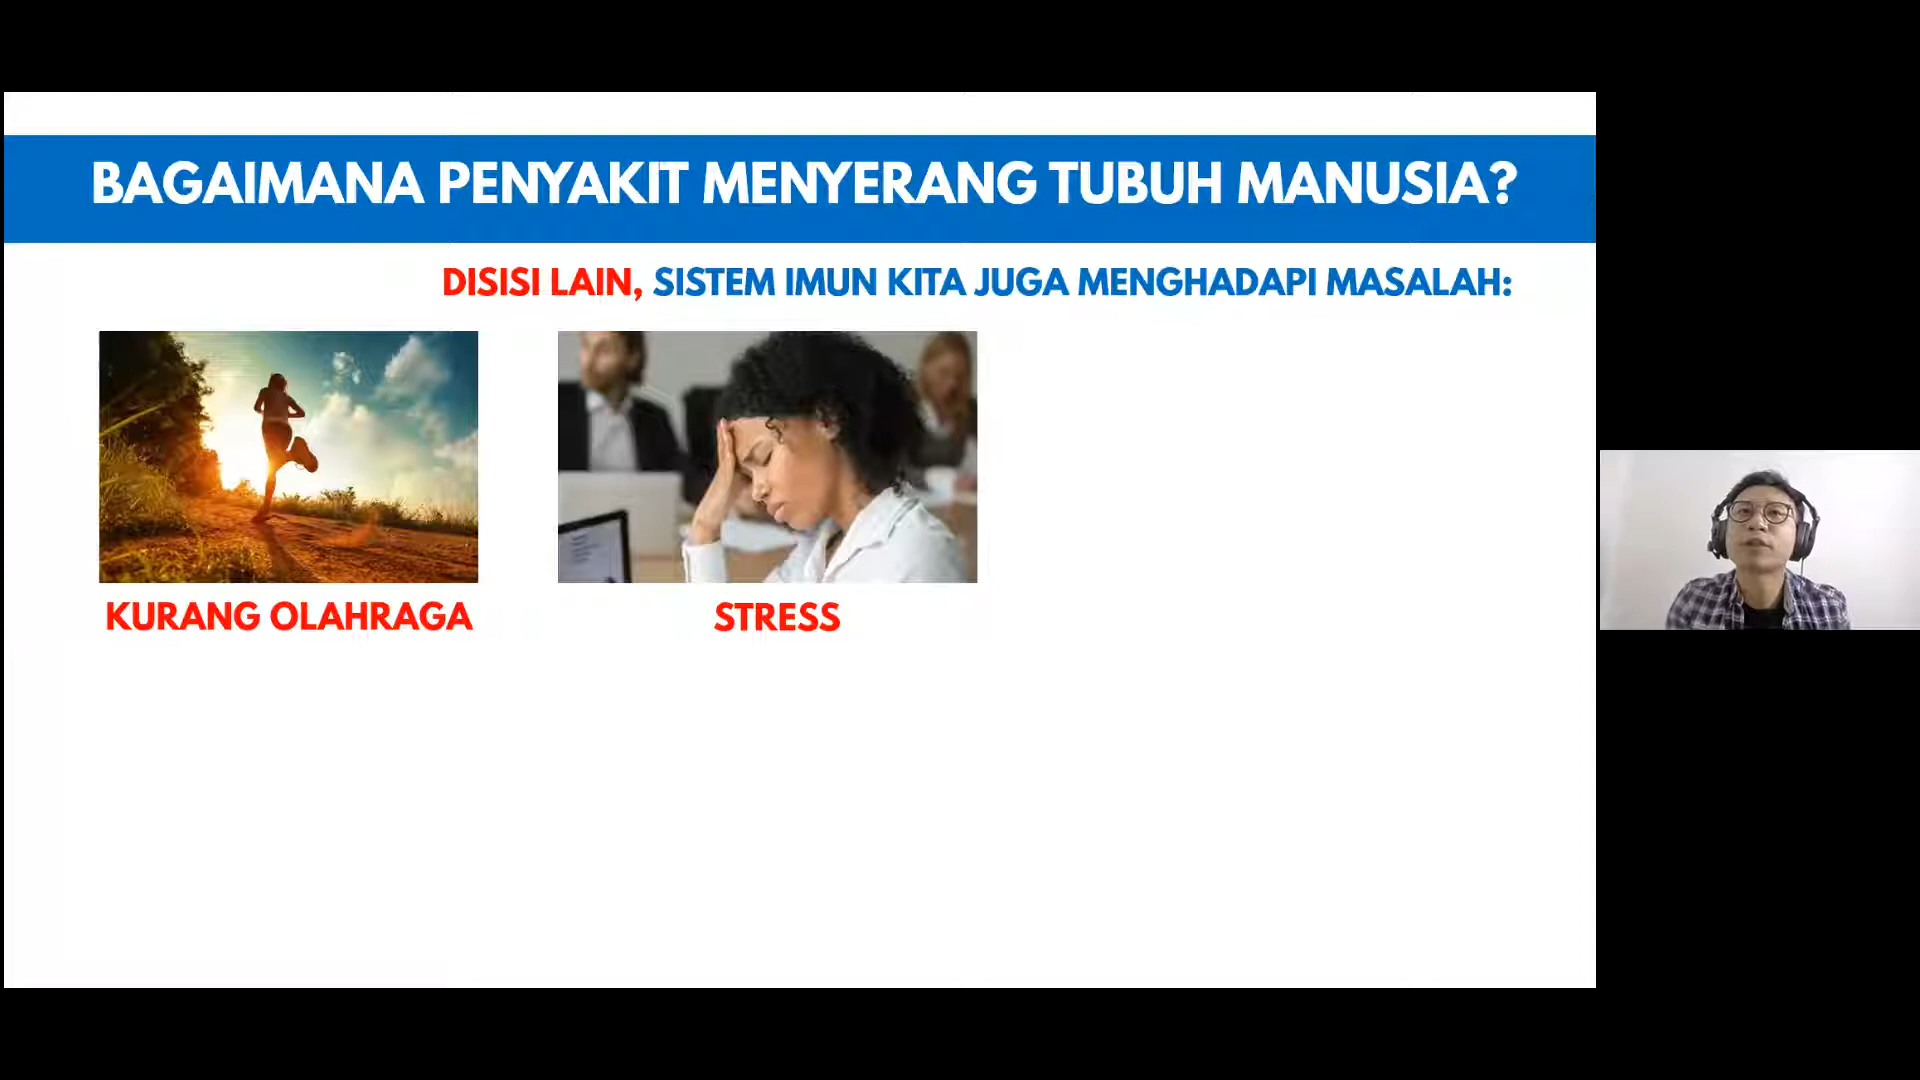 BAGAIMANA PENYAKIT MENYERANG TUBUH MANUSIA?
DISISI LAIN, SISTEM IMUN KITA JUGA MENGHADAPI MASALAH:
KURANG OLAHRAGA
STRESS